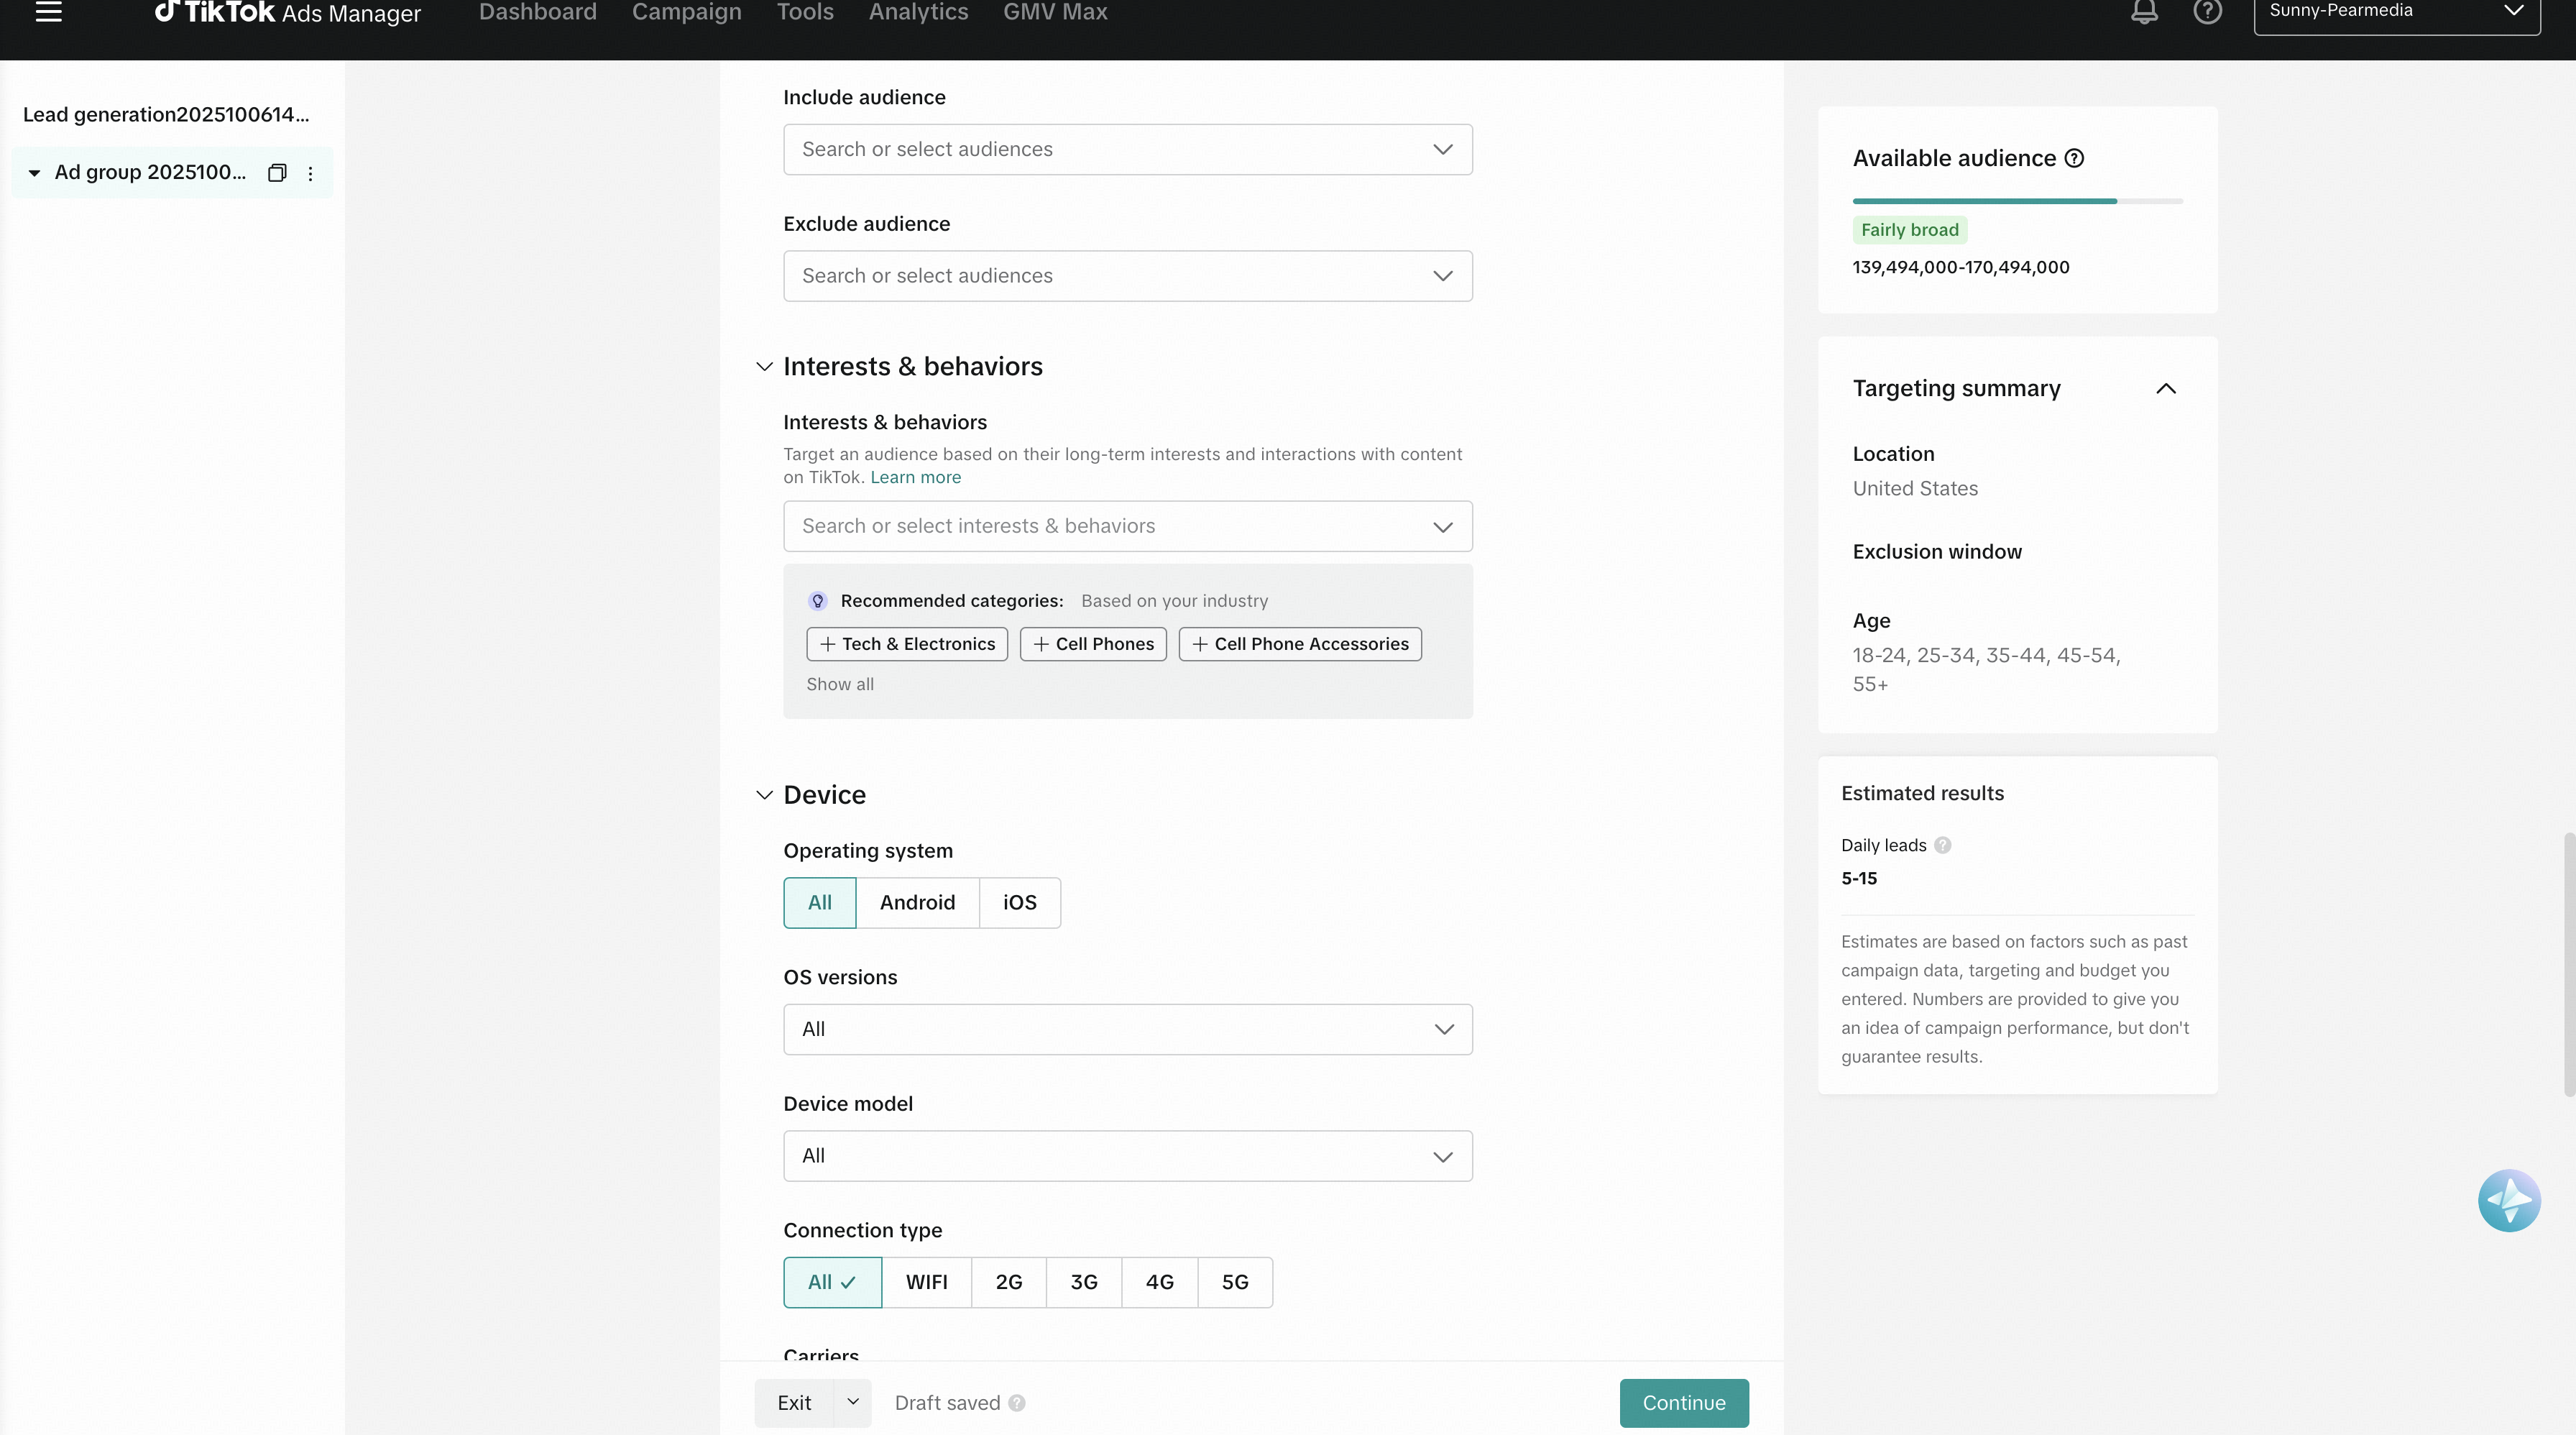 TikTok Ads Manager
Dashboard
Campaign
Tools
Analytics
GMV Max
Sunny-Pearmedia
Lead generation2025100614...
Ad group 2025100...
Include audience
Search or select audiences
Exclude audience
Search or select audiences
Interests & behaviors
Interests & behaviors
Target an audience based on their long-term interests and interactions with content
on TikTok. Learn more
Search or select interests & behaviors
Recommended categories: Based on your industry
+ Tech & Electronics
+ Cell Phones
+ Cell Phone Accessories
Show all
Device
Operating system
All
Android
iOS
OS versions
All
Device model
All
Connection type
All
WIFI
2G
3G
4G
5G
Carriers
Exit
Draft saved
Continue
Available audience
Fairly broad
139,494,000-170,494,000
Targeting summary
Location
United States
Exclusion window
Age
18-24, 25-34, 35-44, 45-54,
55+
Estimated results
Daily leads
5-15
Estimates are based on factors such as past
campaign data, targeting and budget you
entered. Numbers are provided to give you
an idea of campaign performance, but don't
guarantee results.